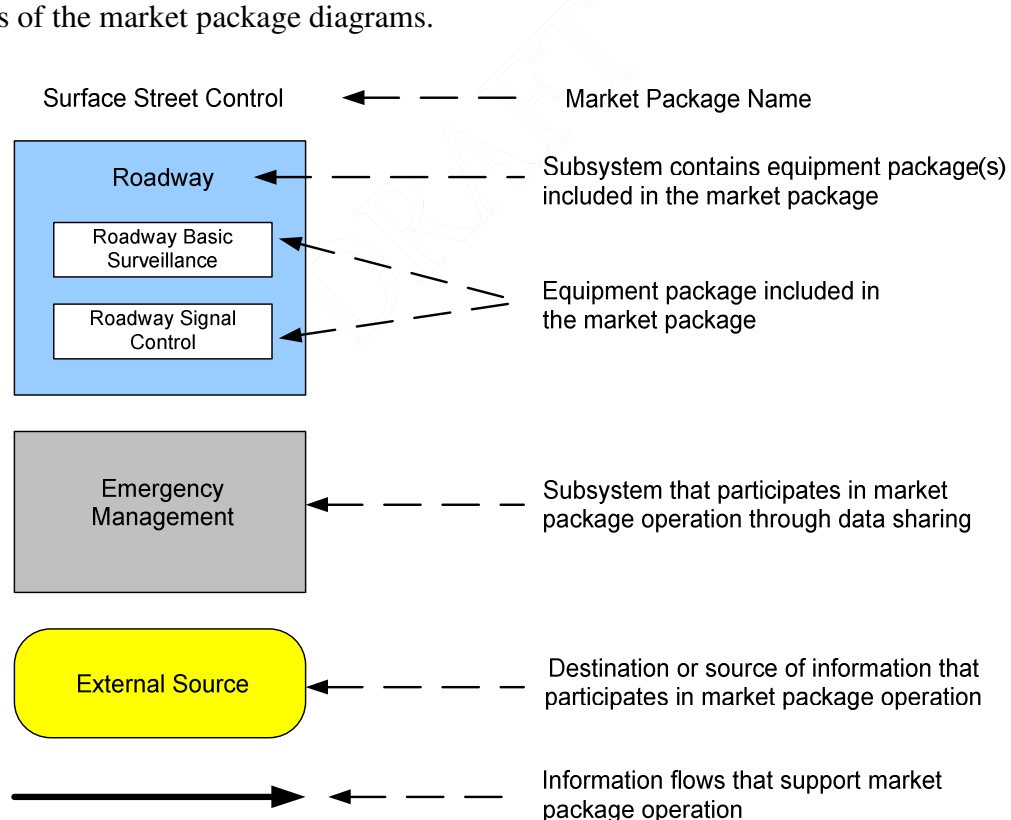 s of the market package diagrams.
Surface Street Control
Market Package Name
Roadway
Subsystem contains equipment package(s)
included in the market package
Roadway Basic
Surveillance
Roadway Signal
Control
Equipment package included in
the market package
Emergency
Management
Subsystem that participates in market
package operation through data sharing
External Source
Destination or source of information that
participates in market package operation
Information flows that support market
package operation
DRAFT